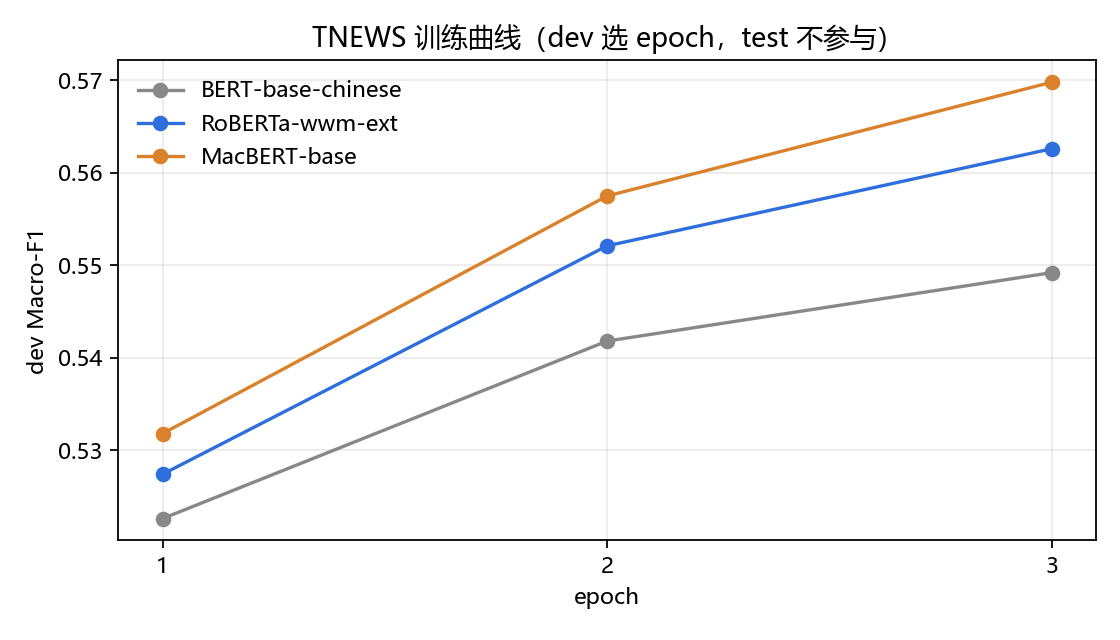 TNEWS 训练曲线（dev 选 epoch，test 不参与）
BERT-base-chinese
RoBERTa-wwm-ext
MacBERT-base
dev Macro-F1
0.57
0.56
0.55
0.54
0.53
1
2
3
epoch